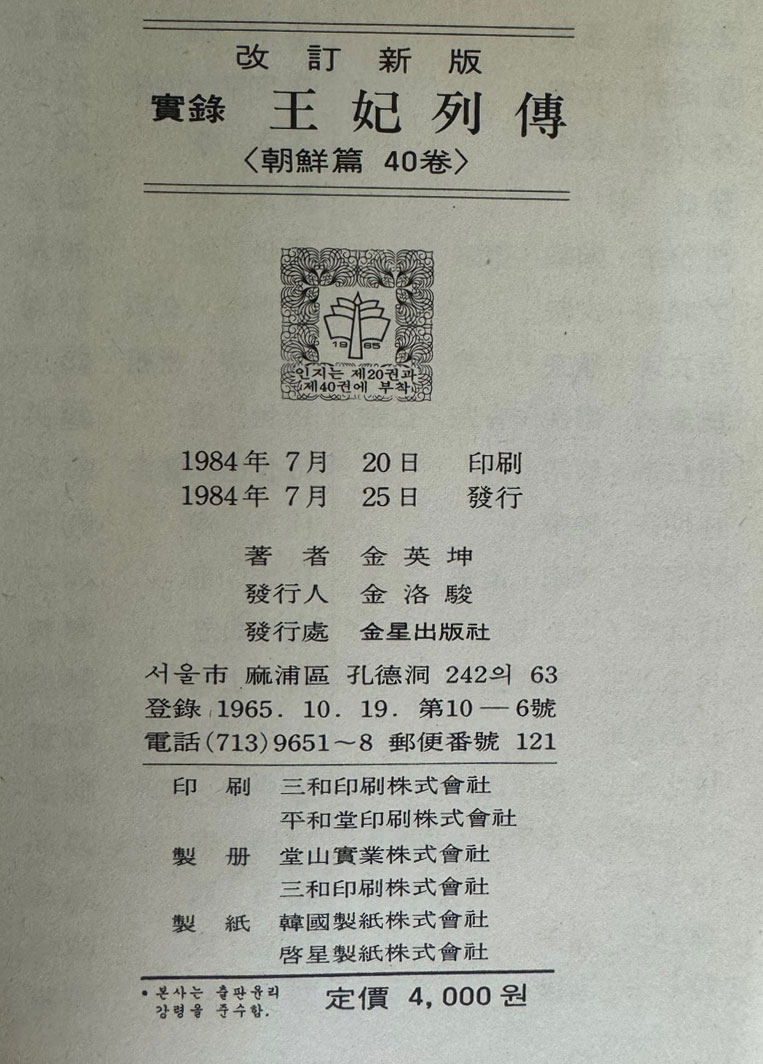 改訂新版
實錄 王妃列傳
〈朝鮮篇 40卷〉
19 65
인지는 제20권과
제40권에 부착
1984年 7月 20日 印刷
1984年 7月 25日 發行
著者 金英坤
發行人 金洛駿
發行處 金星出版社
서울市 麻浦區 孔德洞 242의 63
登錄 1965. 10. 19. 第10—6號
電話(713)9651~8 郵便番號 121
印刷 三和印刷株式會社
平和堂印刷株式會社
製册 堂山實業株式會社
三和印刷株式會社
製紙 韓國製紙株式會社
啓星製紙株式會社
• 본사는 출판윤리
강령을 준수함.
定價 4,000원